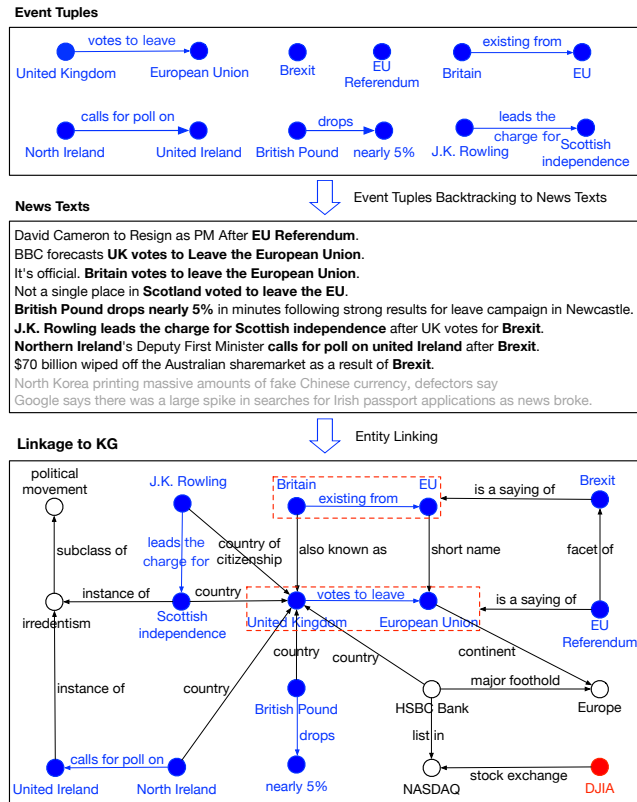 Event Tuples
votes to leave
existing from
United Kingdom
European Union
Brexit
EU
Referendum
Britain
EU
calls for poll on
drops
leads the
charge for
North Ireland
United Ireland
British Pound
nearly 5%
J.K. Rowling
Scottish
independence
Event Tuples Backtracking to News Texts
News Texts
David Cameron to Resign as PM After EU Referendum.
BBC forecasts UK votes to Leave the European Union.
It's official. Britain votes to leave the European Union.
Not a single place in Scotland voted to leave the EU.
British Pound drops nearly 5% in minutes following strong results for leave campaign in Newcastle.
J.K. Rowling leads the charge for Scottish independence after UK votes for Brexit.
Northern Ireland's Deputy First Minister calls for poll on united Ireland after Brexit.
$70 billion wiped off the Australian sharemarket as a result of Brexit.
North Korea printing massive amounts of fake Chinese currency, defectors say
Google says there was a large spike in searches for Irish passport applications as news broke.
Entity Linking
Linkage to KG
political
movement
J.K. Rowling
Britain
EU
Brexit
existing from
is a saying of
subclass of
leads the
charge for
country of
citizenship
also known as
short name
facet of
instance of
country
votes to leave
is a saying of
irredentism
Scottish
independence
United Kingdom
European Union
EU
Referendum
instance of
country
country
country
continent
major foothold
British Pound
HSBC Bank
Europe
calls for poll on
drops
list in
stock exchange
United Ireland
North Ireland
nearly 5%
NASDAQ
DJIA